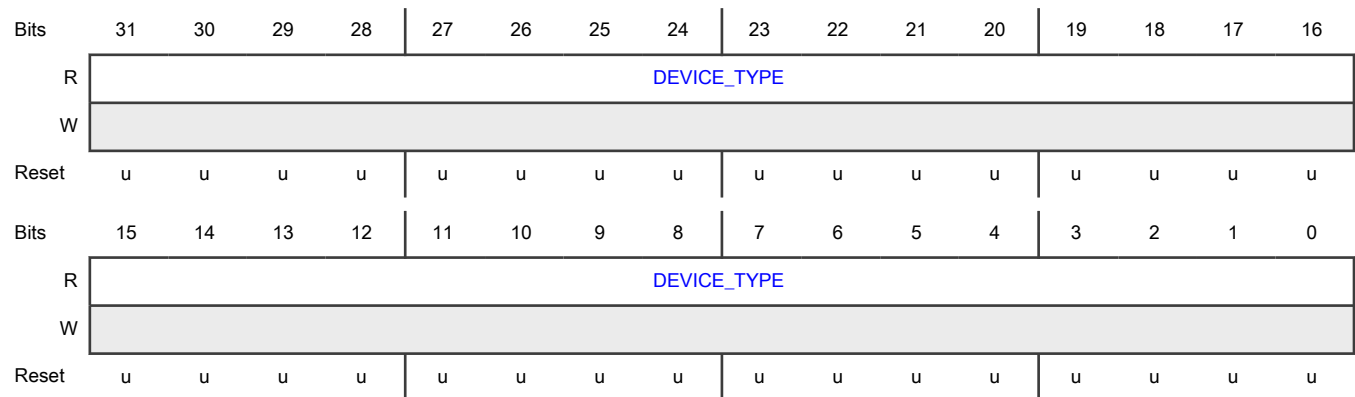 Bits 31 30 29 28 27 26 25 24 23 22 21 20 19 18 17 16
R DEVICE_TYPE
W
Reset u u u u u u u u u u u u u u u u
Bits 15 14 13 12 11 10 9 8 7 6 5 4 3 2 1 0
R DEVICE_TYPE
W
Reset u u u u u u u u u u u u u u u u